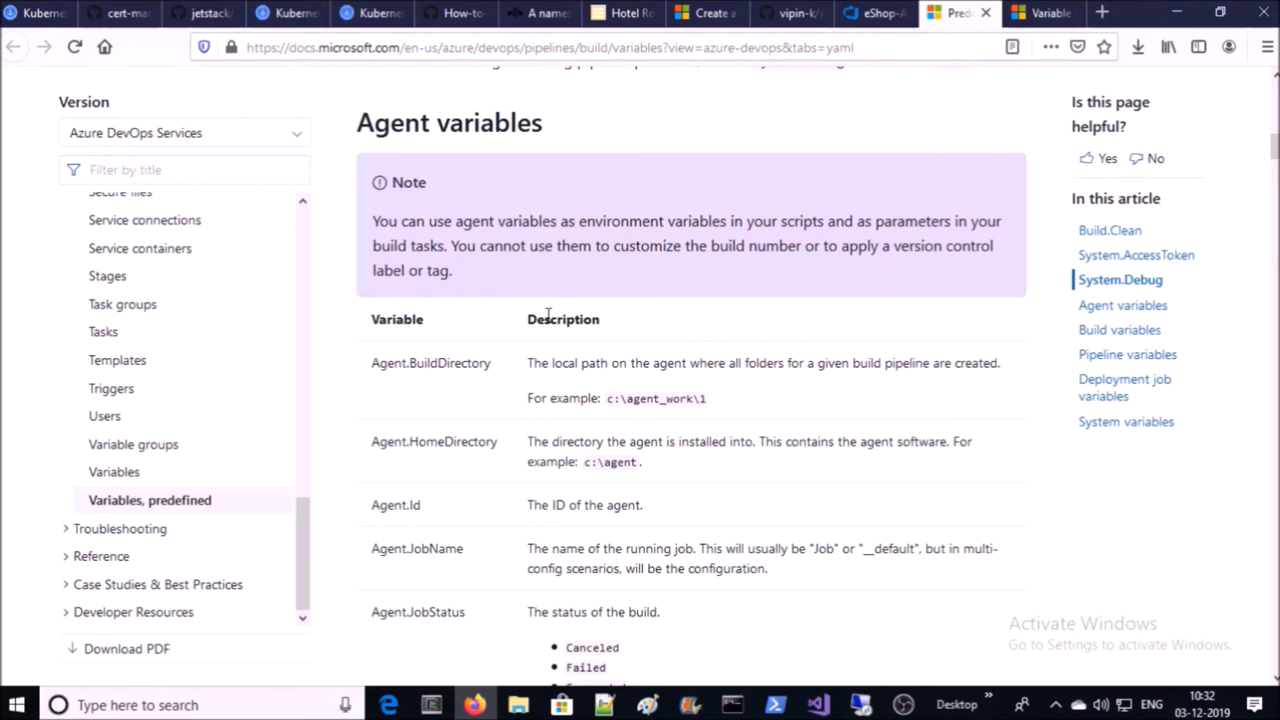 Kuberne
cert-ma
jetstack/
Kuberne
Kuberne
How-to-
A names
Hotel Ro
Create a
vipin-k/
eShop-A
Pred
Variable
https://docs.microsoft.com/en-us/azure/devops/pipelines/build/variables?view=azure-devops&tabs=yaml
Version
Azure DevOps Services
Filter by title
Secure files
Service connections
Service containers
Stages
Task groups
Tasks
Templates
Triggers
Users
Variable groups
Variables
Variables, predefined
Troubleshooting
Reference
Case Studies & Best Practices
Developer Resources
Download PDF
Agent variables
Note
You can use agent variables as environment variables in your scripts and as parameters in your
build tasks. You cannot use them to customize the build number or to apply a version control
label or tag.
Variable Description
Agent.BuildDirectory The local path on the agent where all folders for a given build pipeline are created.
For example: c:\agent_work\1
Agent.HomeDirectory The directory the agent is installed into. This contains the agent software. For
example: c:\agent.
Agent.Id The ID of the agent.
Agent.JobName The name of the running job. This will usually be "Job" or "__default", but in multi-
config scenarios, will be the configuration.
Agent.JobStatus The status of the build.
Canceled
Failed
Is this page
helpful?
Yes No
In this article
Build.Clean
System.AccessToken
System.Debug
Agent variables
Build variables
Pipeline variables
Deployment job
variables
System variables
Activate Windows
Go to Settings to activate Windows.
Type here to search
Desktop
ENG
10:32
03-12-2019